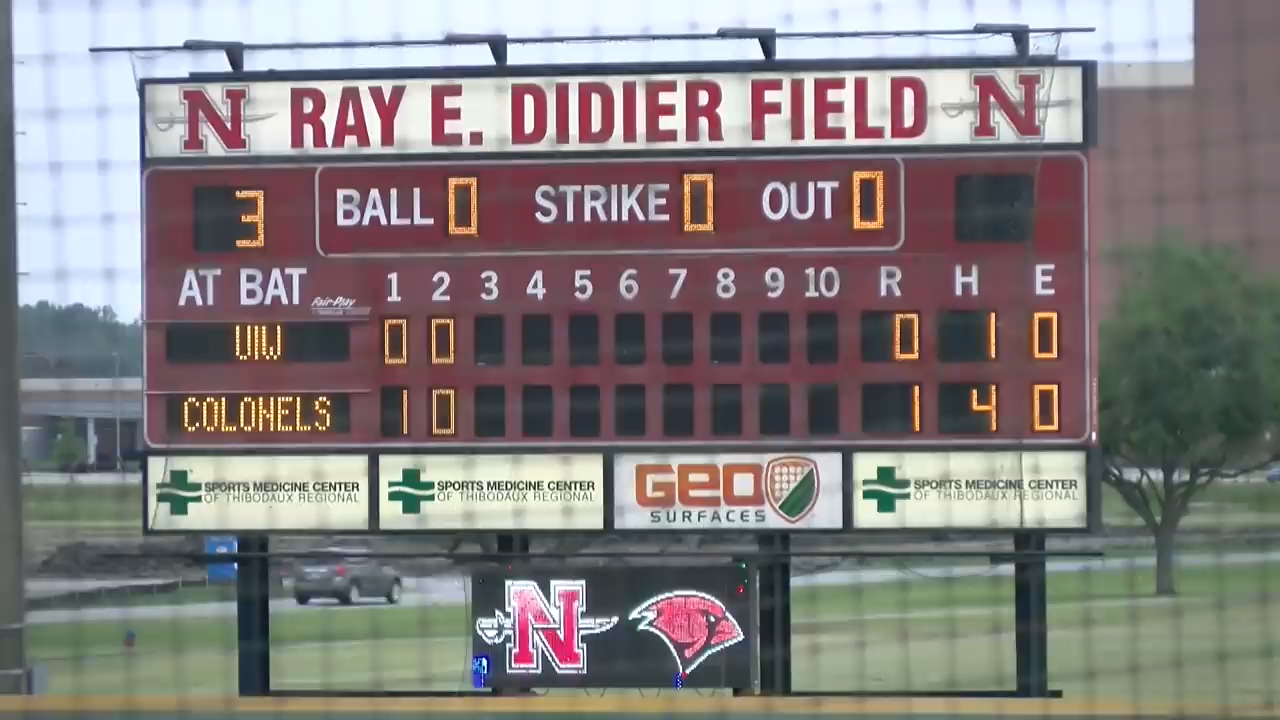 N RAY E. DIDIER FIELD N
3 BALL 0 STRIKE 0 OUT 0
AT BAT Fair-Play 1 2 3 4 5 6 7 8 9 10 R H E
UIW 0 0 0 1 0
COLONELS 1 0 1 4 0
SPORTS MEDICINE CENTER
OF THIBODAUX REGIONAL
SPORTS MEDICINE CENTER
OF THIBODAUX REGIONAL
GEO
SURFACES
SPORTS MEDICINE CENTER
OF THIBODAUX REGIONAL
N